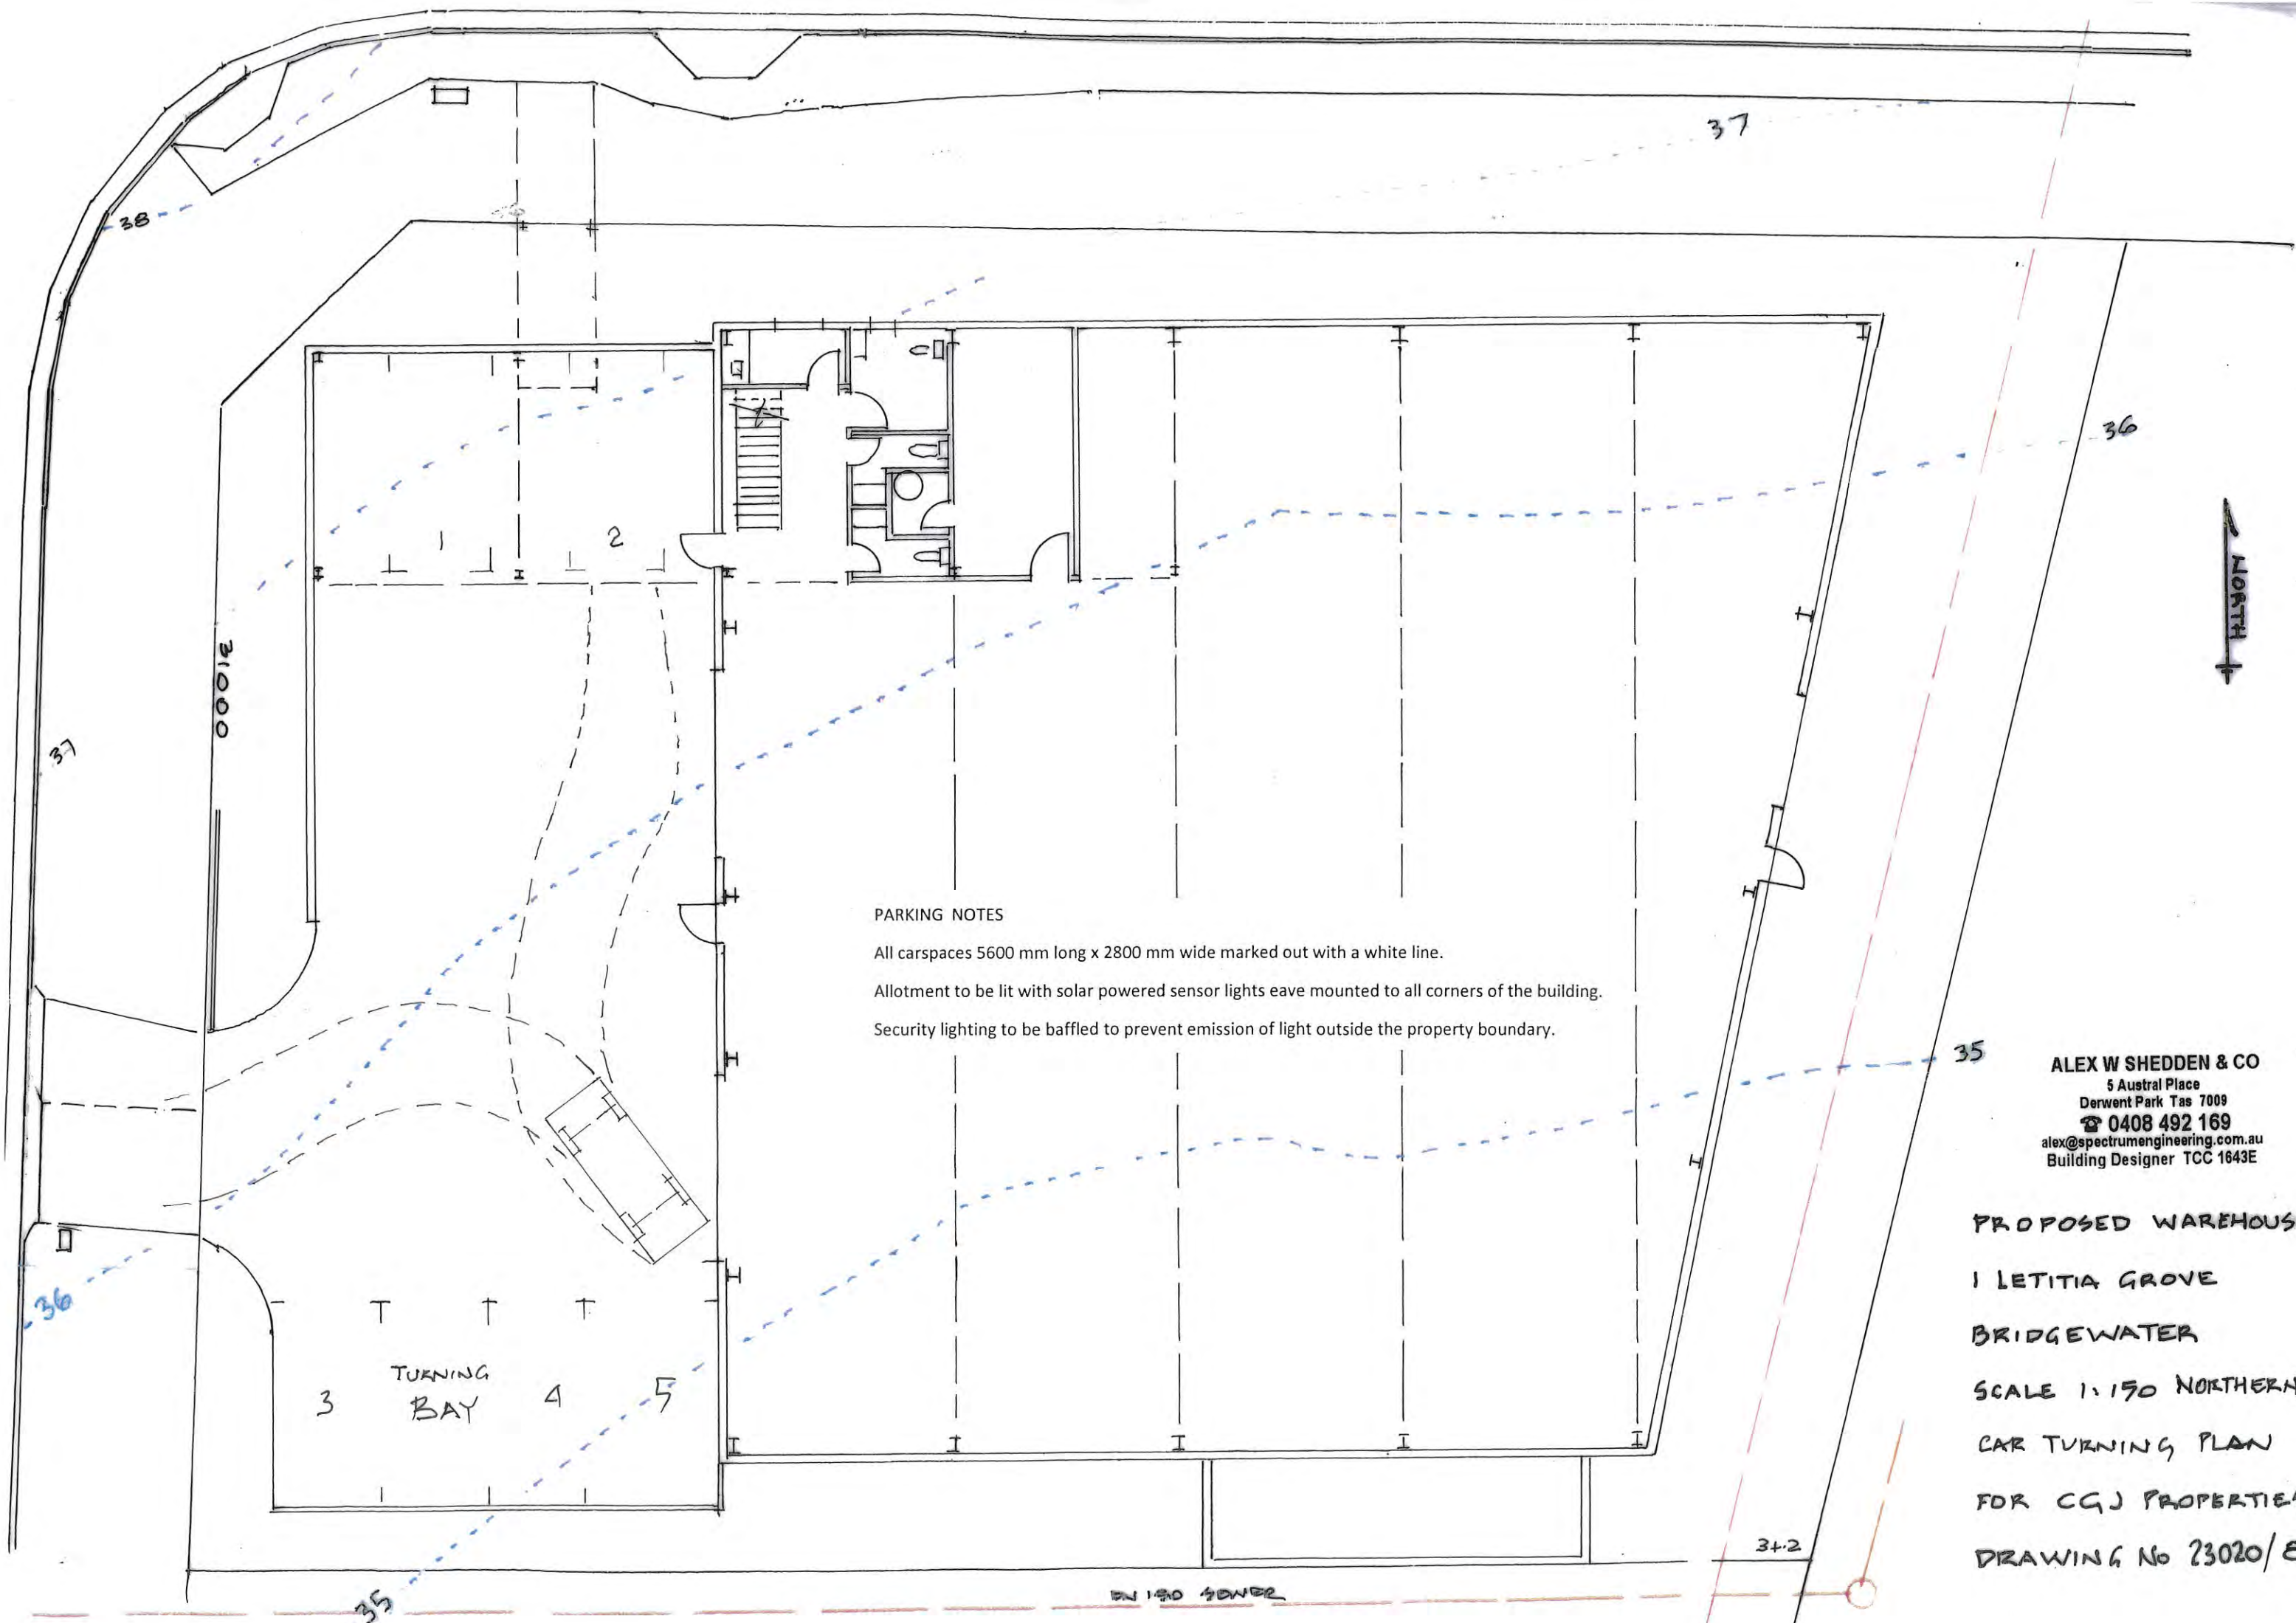 37
38
36
NORTH
1
2
31000
37
PARKING NOTES
All carspaces 5600 mm long x 2800 mm wide marked out with a white line.
Allotment to be lit with solar powered sensor lights eave mounted to all corners of the building.
Security lighting to be baffled to prevent emission of light outside the property boundary.
35
ALEX W SHEDDEN & CO
5 Austral Place
Derwent Park Tas 7009
☎ 0408 492 169
alex@spectrumengineering.com.au
Building Designer TCC 1643E
PROPOSED WAREHOUS
1 LETITIA GROVE
BRIDGEWATER
SCALE 1:150 NORTHERN
CAR TURNING PLAN
FOR CGJ PROPERTIE
DRAWING No 23020/
36
TURNING
BAY
3
4
5
34.2
35
DN 150 SEWER